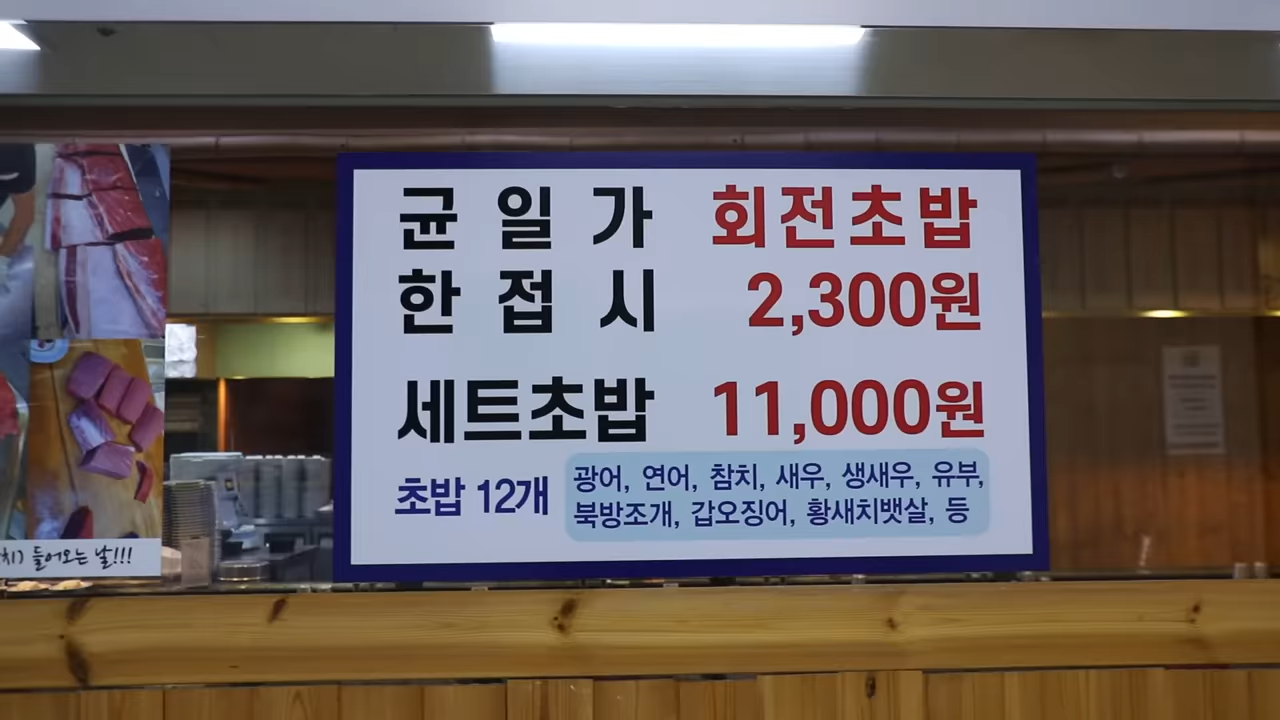 균일가 회전초밥
한접시 2,300원
세트초밥 11,000원
초밥 12개
광어, 연어, 참치, 새우, 생새우, 유부,
북방조개, 갑오징어, 황새치뱃살, 등
들어오는 날!!!